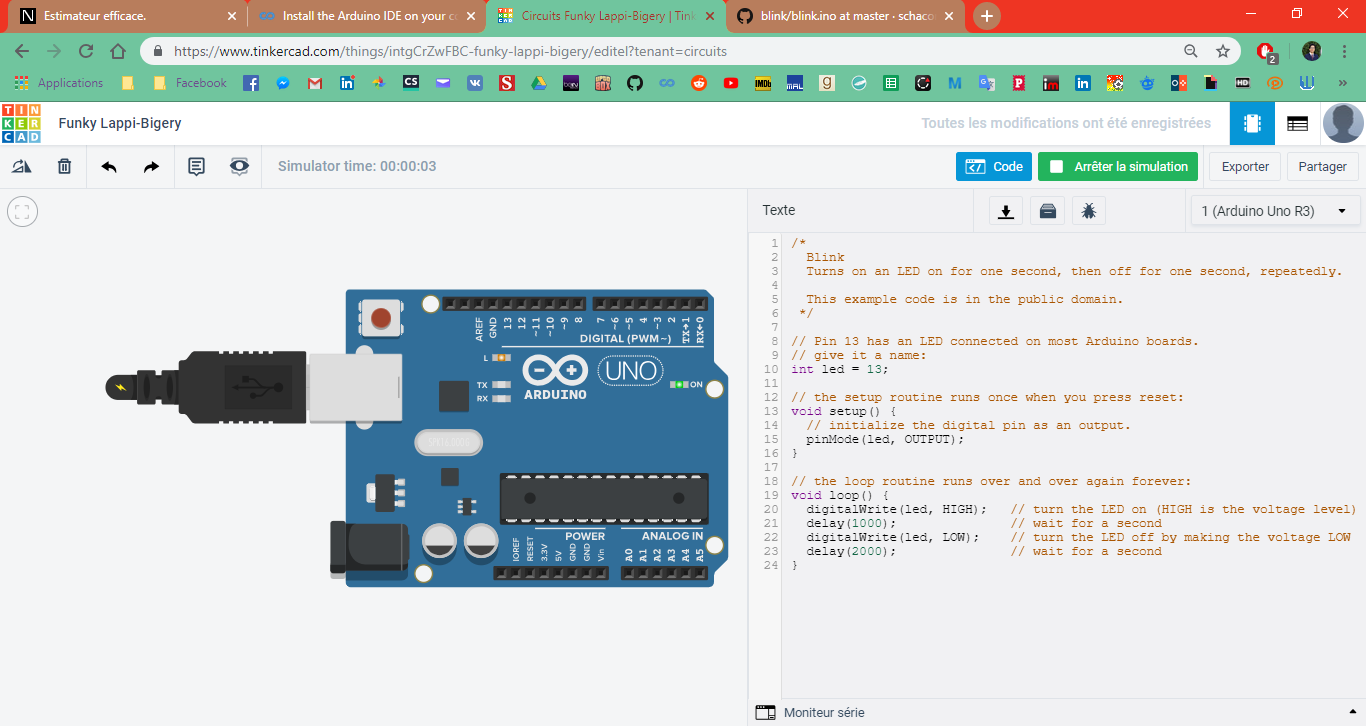 Estimateur efficace.
Install the Arduino IDE on your co
Circuits Funky Lappi-Bigery | Tink
blink/blink.ino at master · schaco
https://www.tinkercad.com/things/intgCrZwFBC-funky-lappi-bigery/editel?tenant=circuits
2
Applications
Facebook
TIN
KER
CAD
Funky Lappi-Bigery
Toutes les modifications ont été enregistrées
Simulator time: 00:00:03
Code
Arrêter la simulation
Exporter
Partager
Texte
1 (Arduino Uno R3)
AREF
GND
13
12
~11
~10
~9
8
7
~6
~5
4
~3
2
TX→1
RX←0
DIGITAL (PWM~)
L
TX
RX
ARDUINO
UNO
ON
POWER
ANALOG IN
IOREF
RESET
3.3V
5V
GND
GND
Vin
A0
A1
A2
A3
A4
A5
1 /*
2 Blink
3 Turns on an LED on for one second, then off for one second, repeatedly.
4
5 This example code is in the public domain.
6 */
7
8 // Pin 13 has an LED connected on most Arduino boards.
9 // give it a name:
10 int led = 13;
11
12 // the setup routine runs once when you press reset:
13 void setup() {
14 // initialize the digital pin as an output.
15 pinMode(led, OUTPUT);
16 }
17
18 // the loop routine runs over and over again forever:
19 void loop() {
20 digitalWrite(led, HIGH); // turn the LED on (HIGH is the voltage level)
21 delay(1000); // wait for a second
22 digitalWrite(led, LOW); // turn the LED off by making the voltage LOW
23 delay(2000); // wait for a second
24 }
Moniteur série